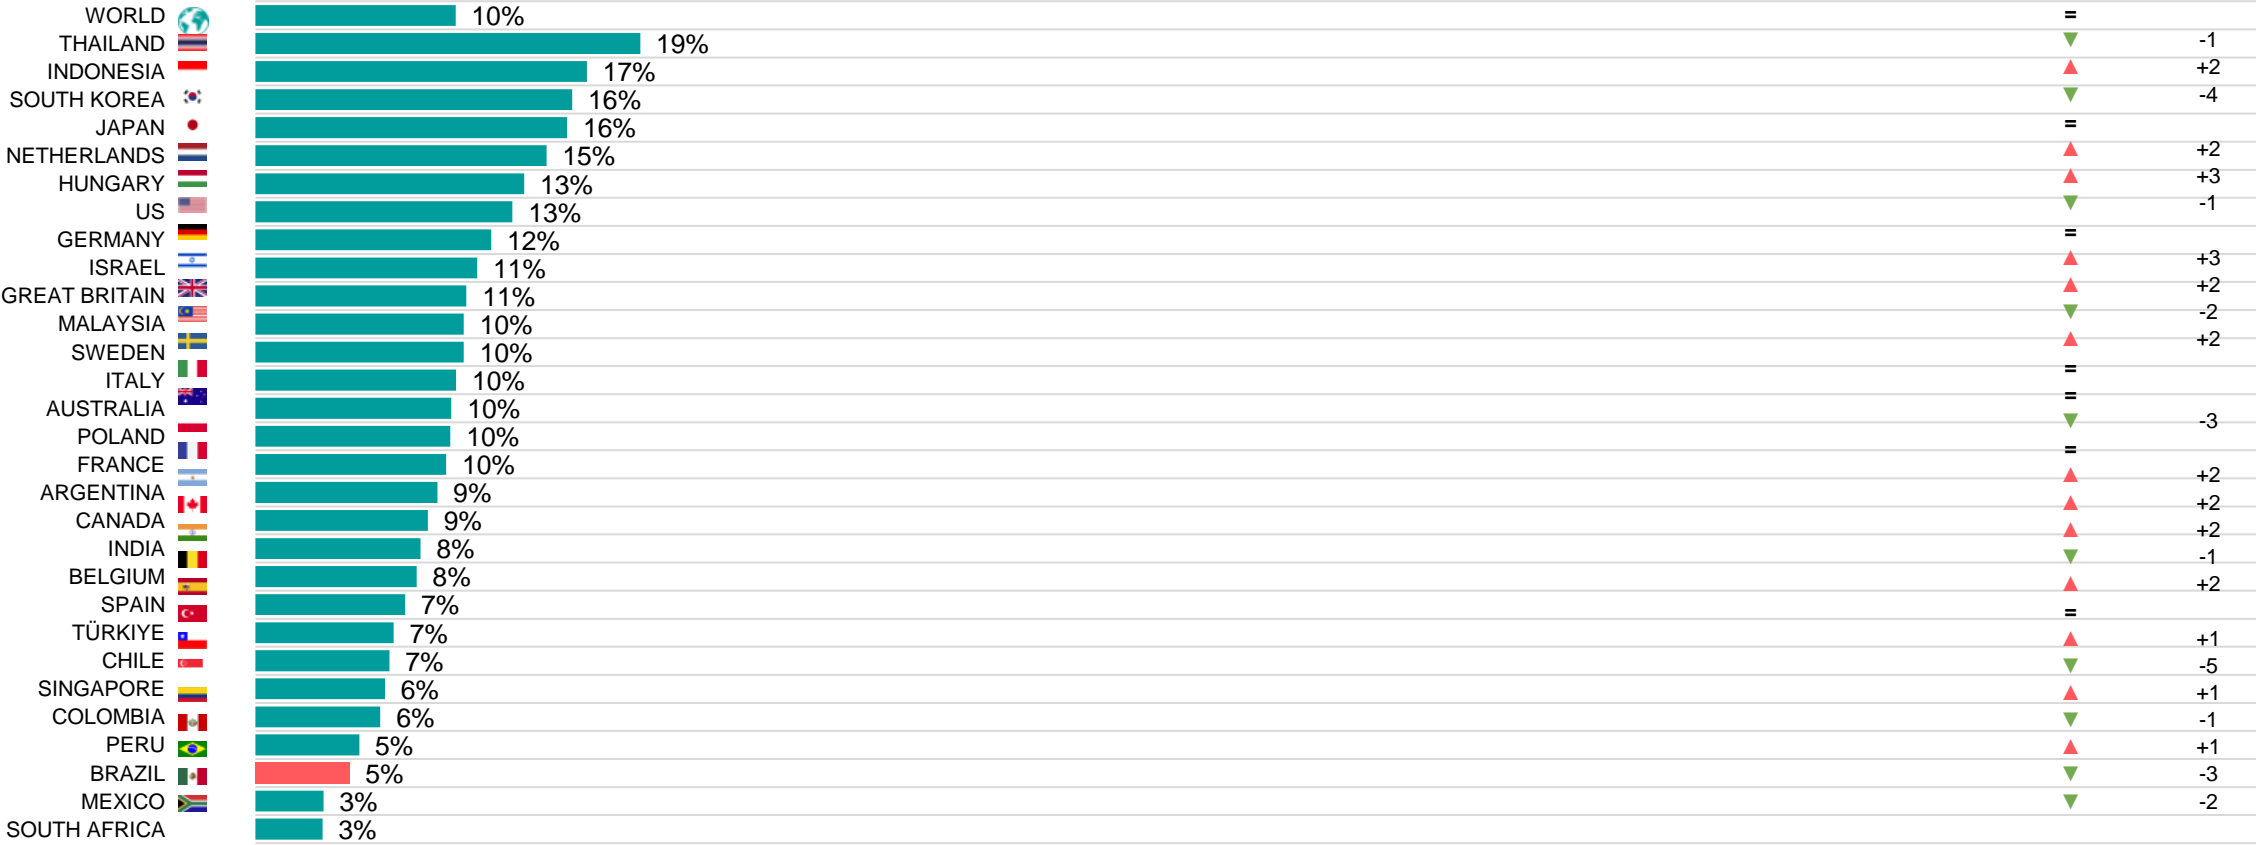 WORLD 10% =
THAILAND 19% ▼ -1
INDONESIA 17% ▲ +2
SOUTH KOREA 16% ▼ -4
JAPAN 16% =
NETHERLANDS 15% ▲ +2
HUNGARY 13% ▲ +3
US 13% ▼ -1
GERMANY 12% =
ISRAEL 11% ▲ +3
GREAT BRITAIN 11% ▲ +2
MALAYSIA 10% ▼ -2
SWEDEN 10% ▲ +2
ITALY 10% =
AUSTRALIA 10% =
POLAND 10% ▼ -3
FRANCE 10% =
ARGENTINA 9% ▲ +2
CANADA 9% ▲ +2
INDIA 8% ▲ +2
BELGIUM 8% ▼ -1
SPAIN 7% ▲ +2
TÜRKIYE 7% =
CHILE 7% ▲ +1
SINGAPORE 6% ▼ -5
COLOMBIA 6% ▲ +1
PERU 5% ▼ -1
BRAZIL 5% ▲ +1
MEXICO 3% ▼ -3
SOUTH AFRICA 3% ▼ -2